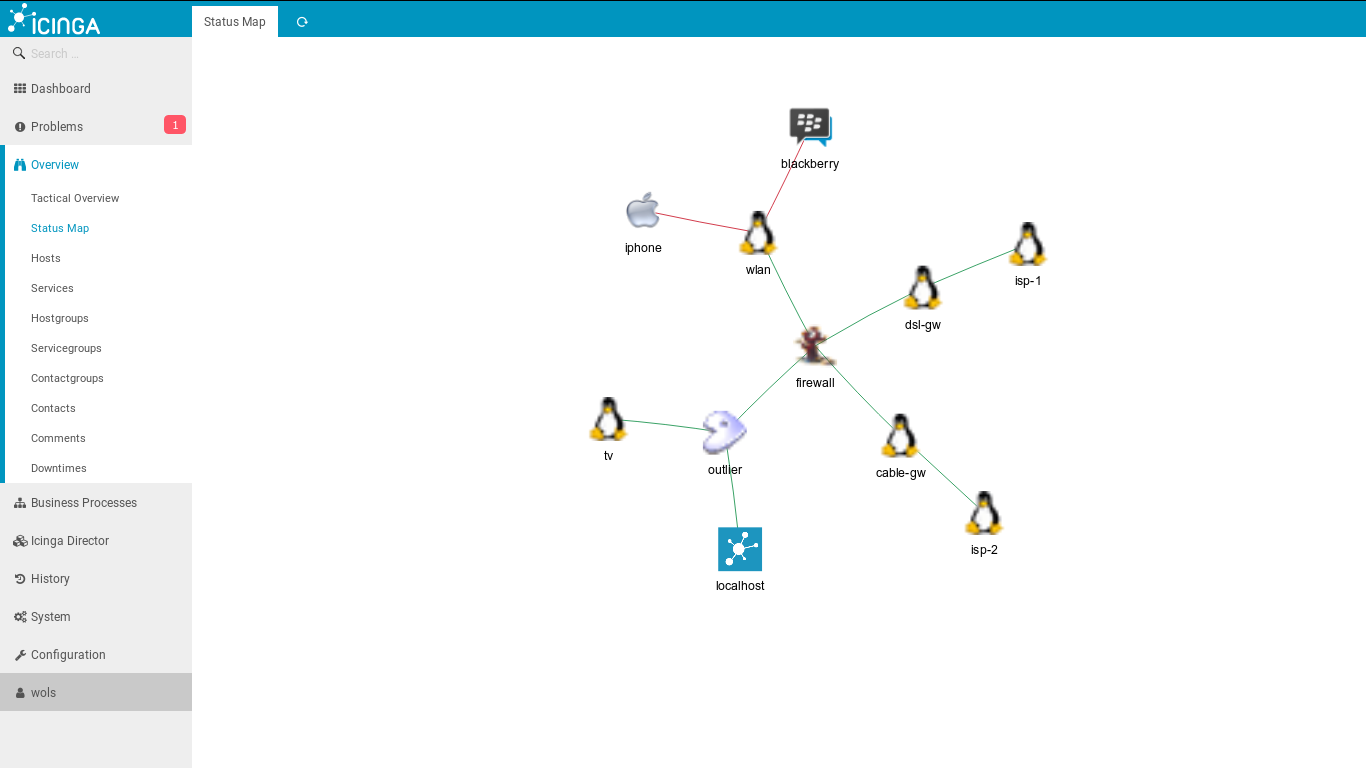 ICINGA
Status Map
Search ...
Dashboard
Problems
1
Overview
Tactical Overview
Status Map
Hosts
Services
Hostgroups
Servicegroups
Contactgroups
Contacts
Comments
Downtimes
Business Processes
Icinga Director
History
System
Configuration
wols
blackberry
iphone
wlan
isp-1
dsl-gw
firewall
tv
outlier
cable-gw
isp-2
localhost